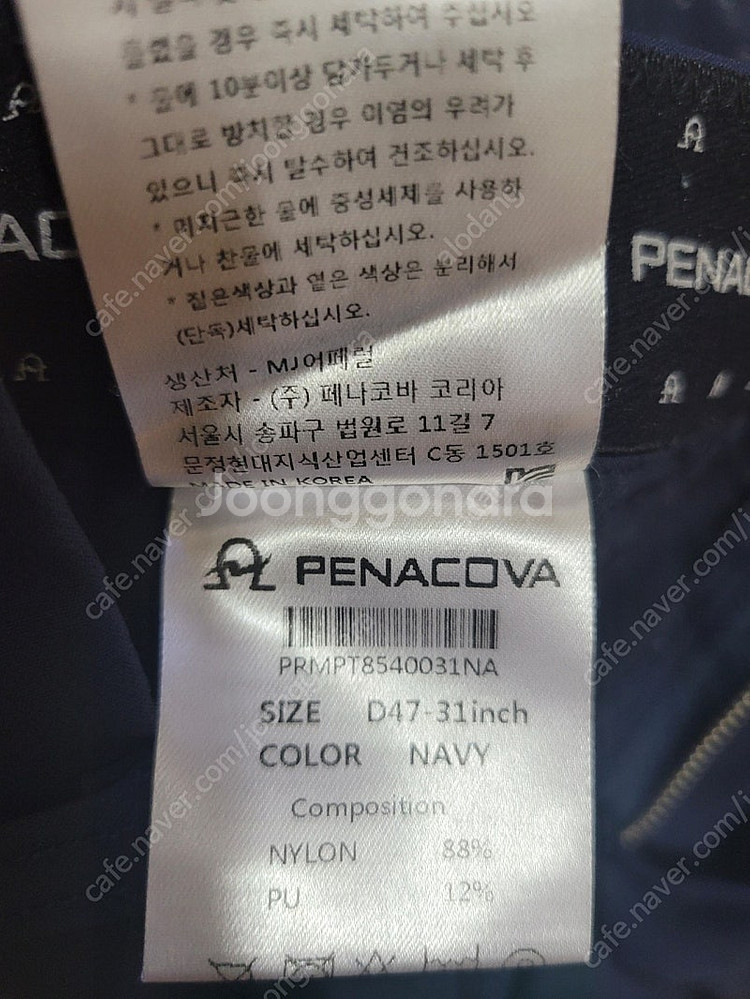 들했을 경우 즉시 세탁하여 주십시오
* 물에 10분이상 담가두거나 세탁 후
그대로 방치할 경우 이염의 우려가
있으니 즉시 탈수하여 건조하십시오.
* 미지근한 물에 중성세제를 사용하
거나 찬물에 세탁하십시오.
* 짙은색상과 옅은 색상은 분리해서
(단독)세탁하십시오.
생산처 - MJ어페럴
제조자 - (주) 페나코바 코리아
서울시 송파구 법원로 11길 7
문정현대지식산업센터 C동 1501호
MADE IN KOREA
Joonggonara
PENACOVA
PRMPT8540031NA
SIZE D47-31inch
COLOR NAVY
Composition
NYLON 88%
PU 12%
PENA